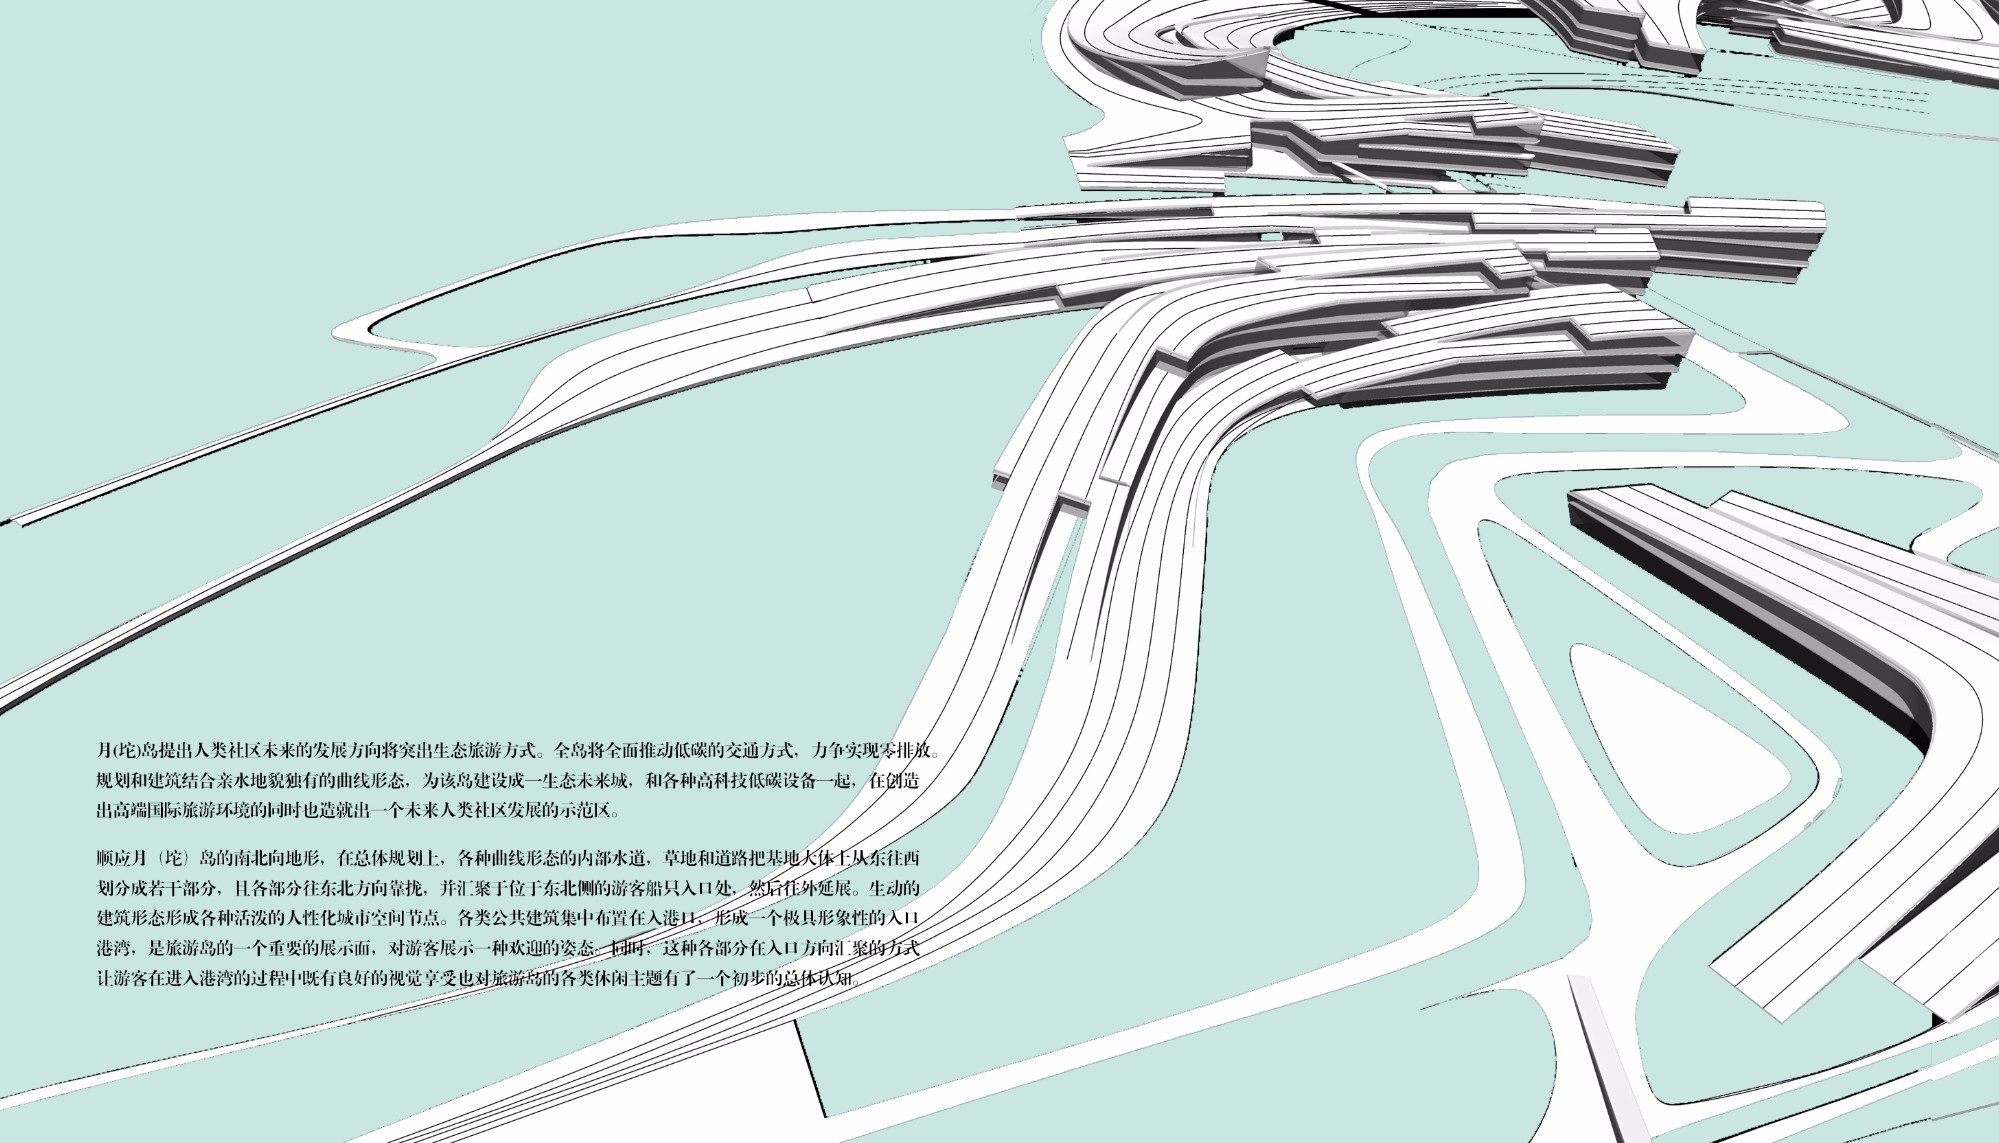 月(坨)岛提出人类社区未来的发展方向将突出生态旅游方式。全岛将全面推动低碳的交通方式，力争实现零排放。
规划和建筑结合亲水地貌独有的曲线形态，为该岛建设成一生态未来城，和各种高科技低碳设备一起，在创造
出高端国际旅游环境的同时也造就出一个未来人类社区发展的示范区。
顺应月（坨）岛的南北向地形，在总体规划上，各种曲线形态的内部水道，草地和道路把基地大体上从东往西
划分成若干部分，且各部分往东北方向靠拢，并汇聚于位于东北侧的游客船只入口处，然后往外延展。生动的
建筑形态形成各种活泼的人性化城市空间节点。各类公共建筑集中布置在入港口，形成一个极具形象性的入口
港湾，是旅游岛的一个重要的展示面，对游客展示一种欢迎的姿态。同时，这种各部分在入口方向汇聚的方式
让游客在进入港湾的过程中既有良好的视觉享受也对旅游岛的各类休闲主题有了一个初步的总体认知。